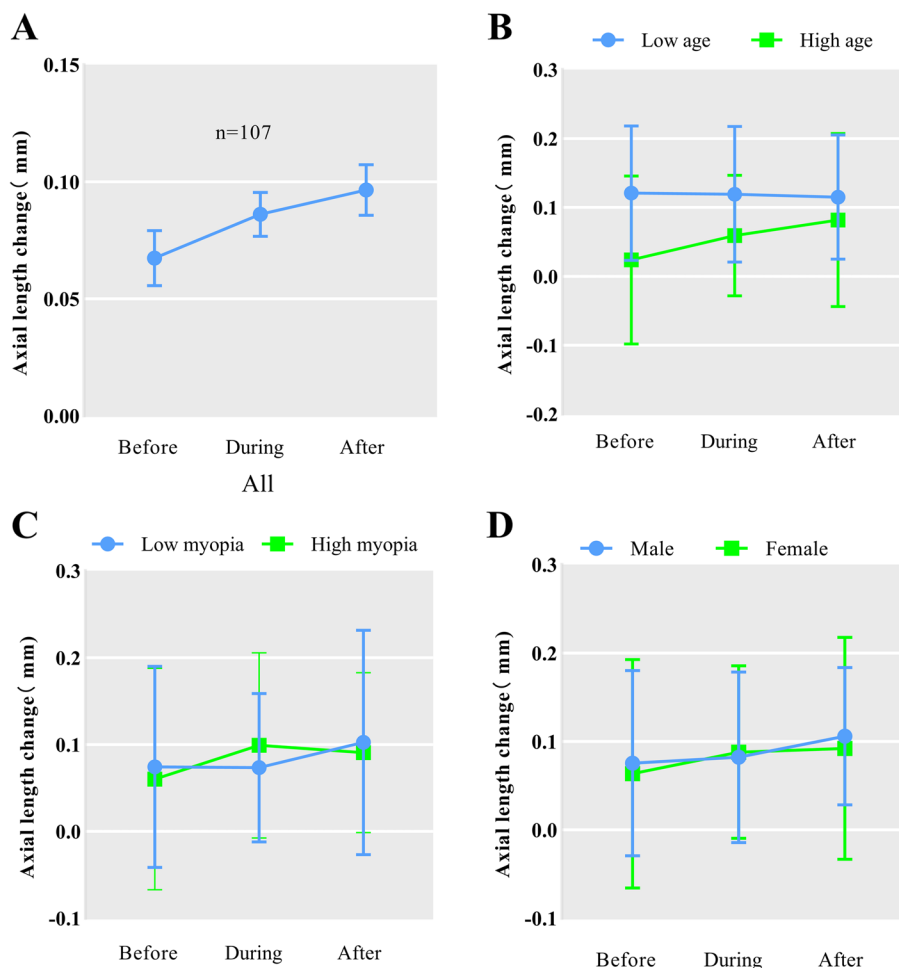 A
Axial length change( mm)
0.15
0.10
0.05
0.00
n=107
Before During After
All
B
Low age High age
Axial length change( mm)
0.3
0.2
0.1
0.0
-0.1
-0.2
Before During After
C
Low myopia High myopia
Axial length change( mm)
0.3
0.2
0.1
0.0
-0.1
Before During After
D
Male Female
Axial length change( mm)
0.3
0.2
0.1
0.0
-0.1
Before During After